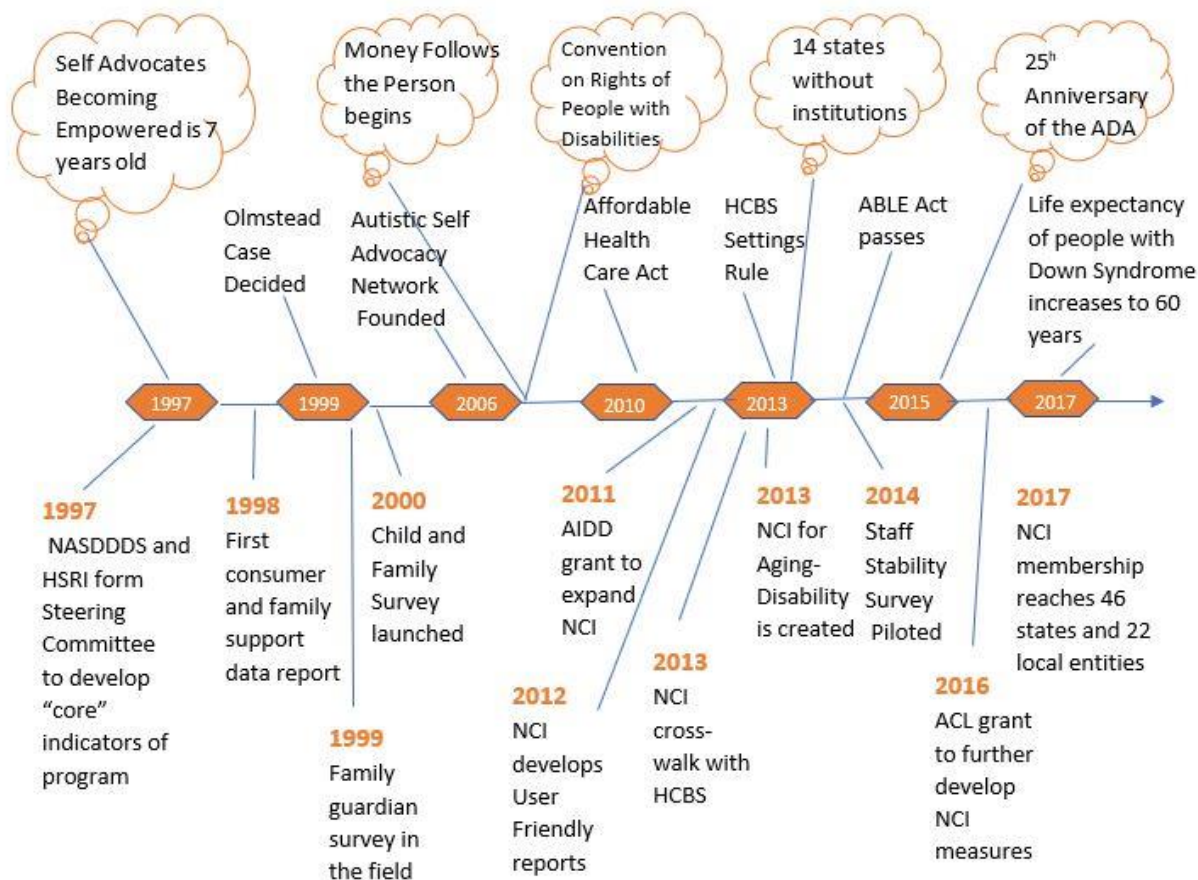 Self Advocates
Becoming
Empowered is 7
years old
Money Follows
the Person
begins
Convention
on Rights of
People with
Disabilities
14 states
without
institutions
25ʰ
Anniversary
of the ADA
Olmstead
Case
Decided
Autistic Self
Advocacy
Network
Founded
Affordable
Health
Care Act
HCBS
Settings
Rule
ABLE Act
passes
Life expectancy
of people with
Down Syndrome
increases to 60
years
1997
1999
2006
2010
2013
2015
2017
1997
NASDDDS and
HSRI form
Steering
Committee
to develop
“core”
indicators of
program
1998
First
consumer
and family
support
data report
1999
Family
guardian
survey in
the field
2000
Child and
Family
Survey
launched
2011
AIDD
grant to
expand
NCI
2012
NCI
develops
User
Friendly
reports
2013
NCI
cross-
walk with
HCBS
2013
NCI for
Aging-
Disability
is created
2014
Staff
Stability
Survey
Piloted
2016
ACL grant
to further
develop
NCI
measures
2017
NCI
membership
reaches 46
states and 22
local entities